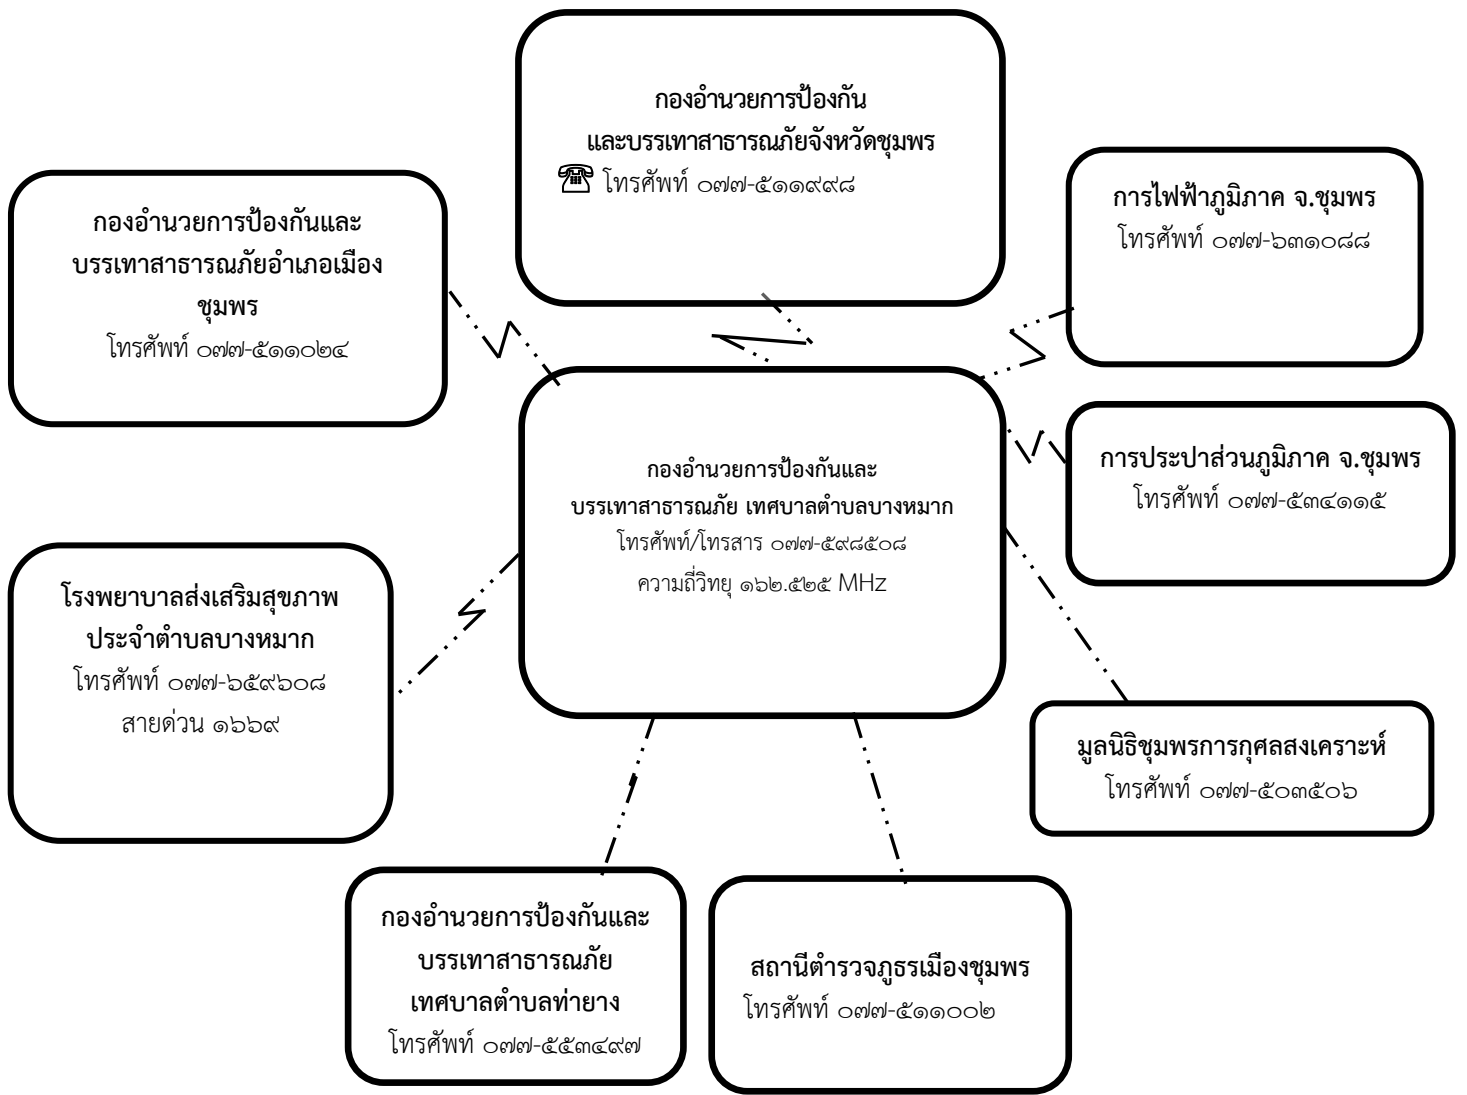 กองอำนวยการป้องกัน
และบรรเทาสาธารณภัยจังหวัดชุมพร
โทรศัพท์ ๐๗๗-๕๑๑๙๙๘
กองอำนวยการป้องกันและ
บรรเทาสาธารณภัยอำเภอเมือง
ชุมพร
โทรศัพท์ ๐๗๗-๕๑๑๐๒๔
การไฟฟ้าภูมิภาค จ.ชุมพร
โทรศัพท์ ๐๗๗-๖๓๑๐๘๘
กองอำนวยการป้องกันและ
บรรเทาสาธารณภัย เทศบาลตำบลบางหมาก
โทรศัพท์/โทรสาร ๐๗๗-๕๙๘๕๐๘
ความถี่วิทยุ ๑๖๒.๕๒๕ MHz
การประปาส่วนภูมิภาค จ.ชุมพร
โทรศัพท์ ๐๗๗-๕๓๔๑๑๕
โรงพยาบาลส่งเสริมสุขภาพ
ประจำตำบลบางหมาก
โทรศัพท์ ๐๗๗-๖๕๙๖๐๘
สายด่วน ๑๖๖๙
มูลนิธิชุมพรการกุศลสงเคราะห์
โทรศัพท์ ๐๗๗-๕๐๓๕๐๖
กองอำนวยการป้องกันและ
บรรเทาสาธารณภัย
เทศบาลตำบลท่ายาง
โทรศัพท์ ๐๗๗-๕๕๓๔๙๗
สถานีตำรวจภูธรเมืองชุมพร
โทรศัพท์ ๐๗๗-๕๑๑๐๐๒